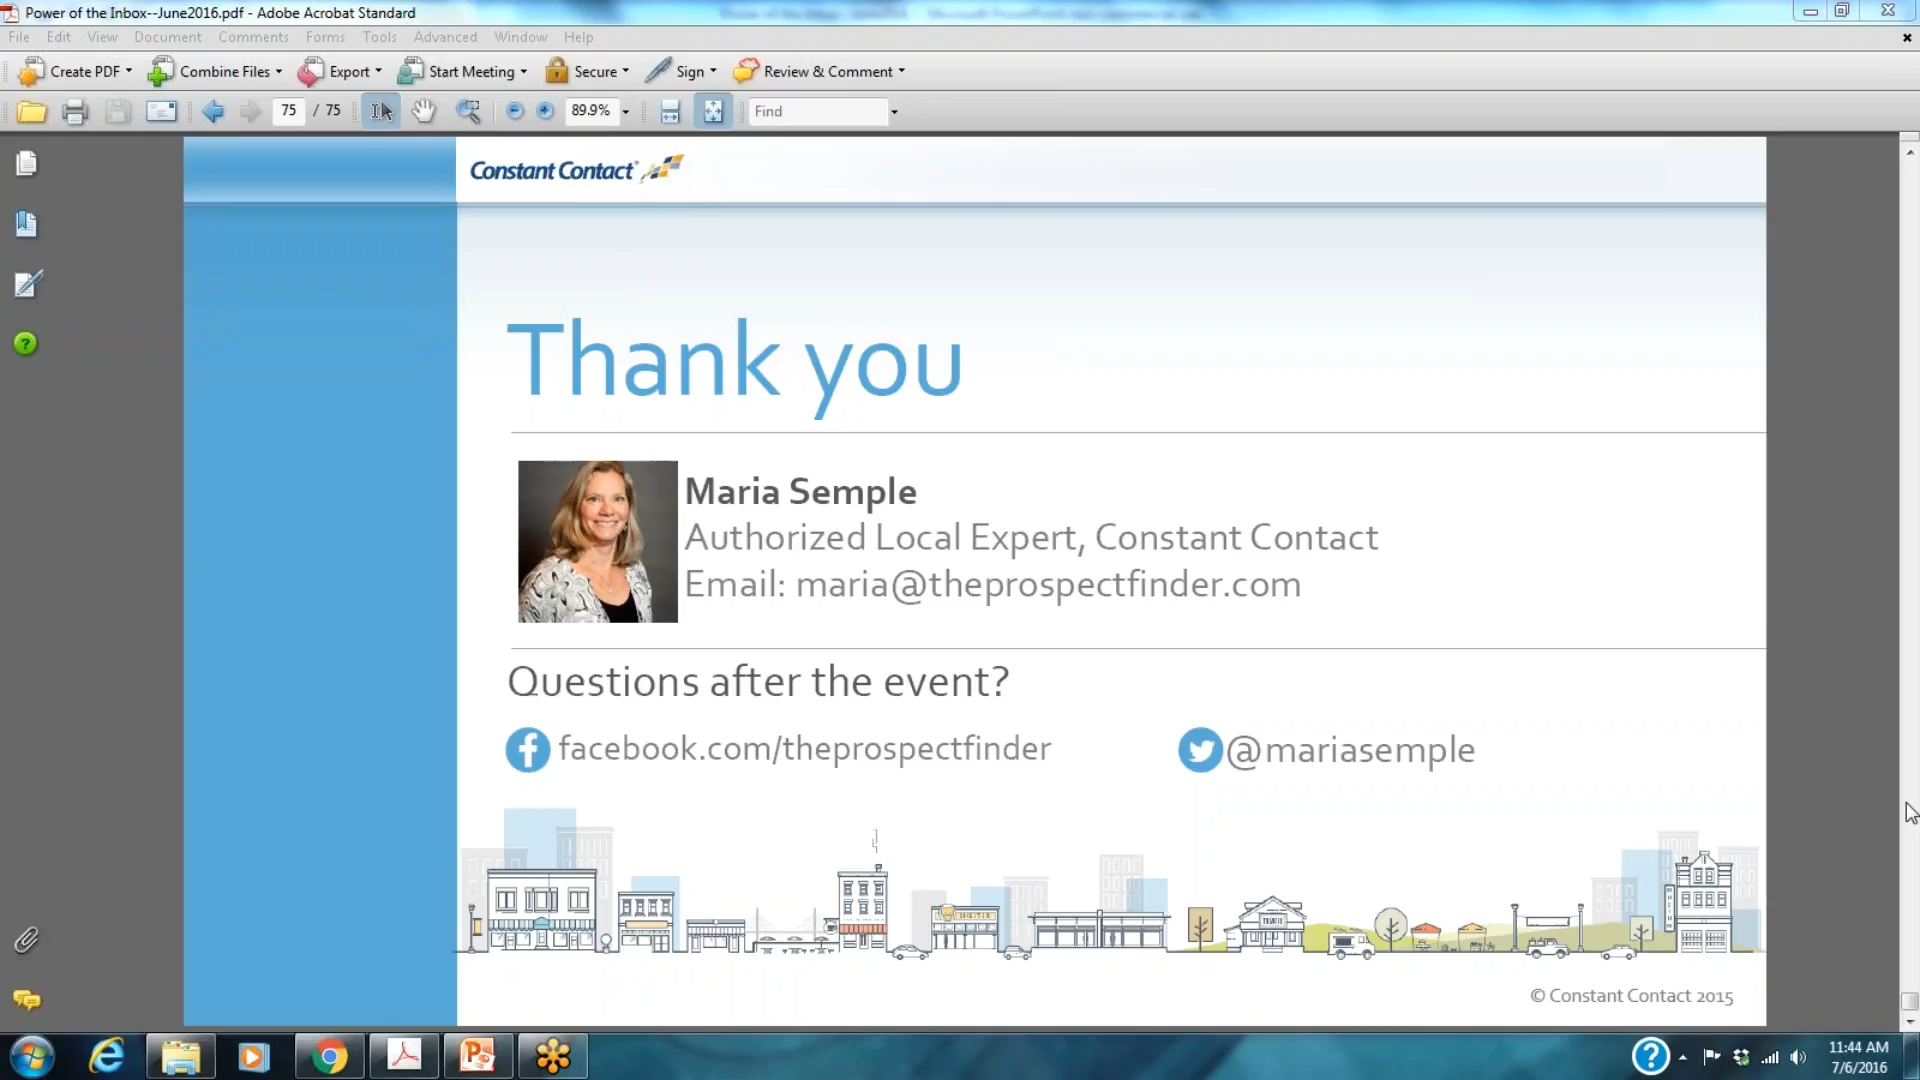 Power of the Inbox--June2016.pdf - Adobe Acrobat Standard
File Edit View Document Comments Forms Tools Advanced Window Help
Create PDF Combine Files Export Start Meeting Secure Sign Review & Comment
75 / 75 89.9% Find
Constant Contact
Thank you
Maria Semple
Authorized Local Expert, Constant Contact
Email: maria@theprospectfinder.com
Questions after the event?
facebook.com/theprospectfinder
@mariasemple
THEATRE
© Constant Contact 2015
11:44 AM
7/6/2016